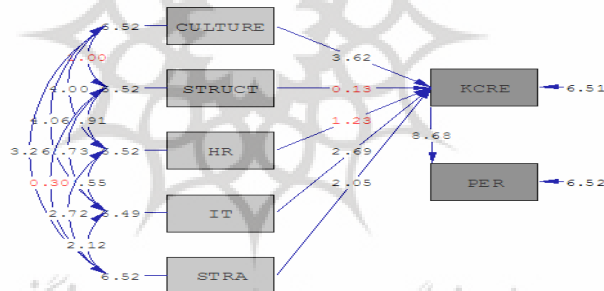 6.52 CULTURE
3.62
4.00 6.52 STRUCT 0.13 KCRE 6.51
4.06 .91 1.23
3.26 .73 6.52 HR 2.69 8.68
0.30 .55 2.05
2.72 6.49 IT PER 6.52
2.12
6.52 STRA